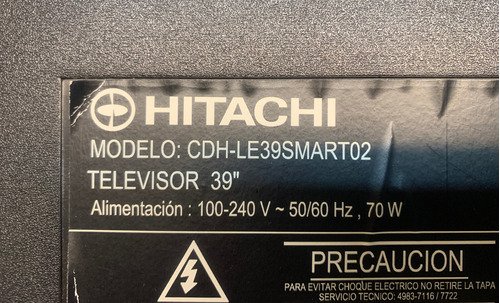 HITACHI
MODELO: CDH-LE39SMART02
TELEVISOR 39"
Alimentación : 100-240 V ~ 50/60 Hz , 70 W
PRECAUCION
PARA EVITAR CHOQUE ELECTRICO NO RETIRE LA TAPA
SERVICIO TECNICO: 4983-7116 / 7722